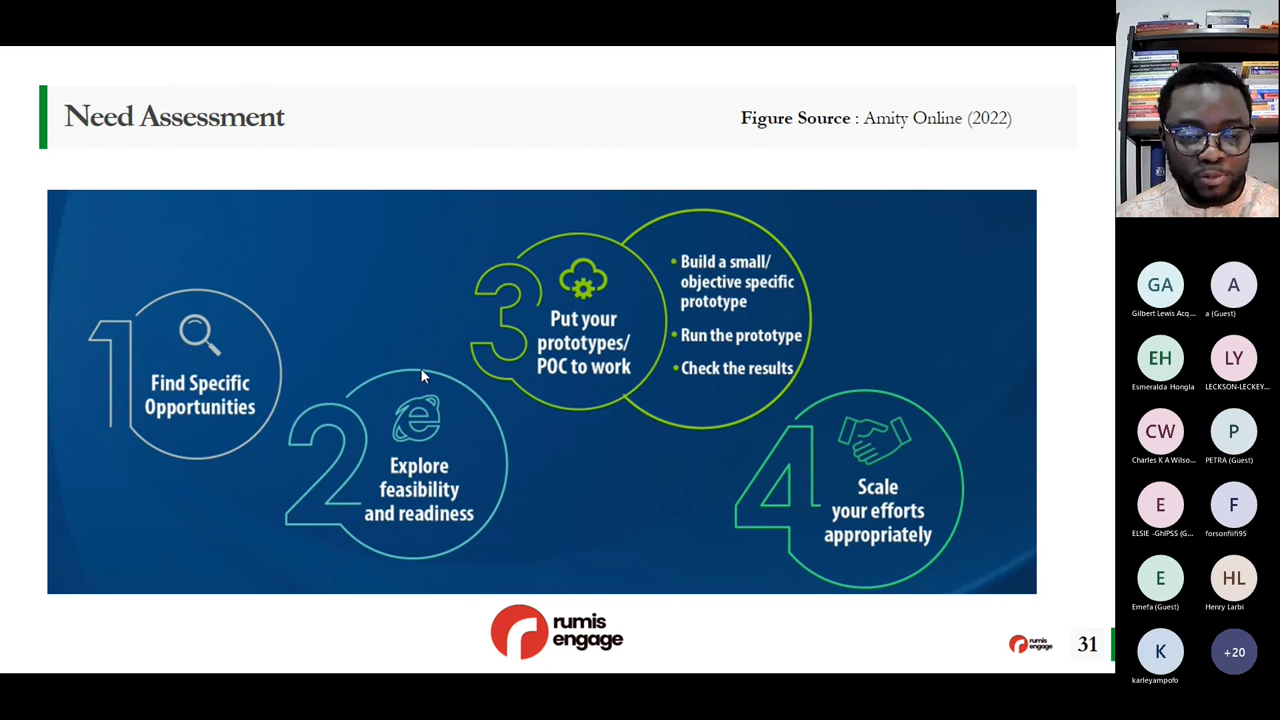 Need Assessment
Figure Source : Amity Online (2022)
1
Find Specific
Opportunities
2
Explore
feasibility
and readiness
3
Put your
prototypes/
POC to work
• Build a small/
objective specific
prototype
• Run the prototype
• Check the results
4
Scale
your efforts
appropriately
rumis
engage
rumis
engage
31
GA
Gilbert Lewis Acq...
A
a (Guest)
EH
Esmeralda Hongla
LY
LECKSON-LECKEY...
CW
Charles K A Wilso...
P
PETRA (Guest)
E
ELSIE -GhIPSS (G...
F
forsonfiifi95
E
Emefa (Guest)
HL
Henry Larbi
K
karleyampofo
+20